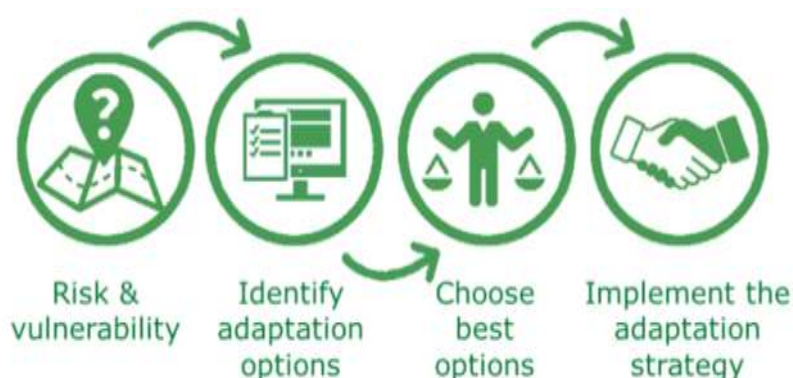 ?
Risk &
vulnerability
Identify
adaptation
options
Choose
best
options
Implement the
adaptation
strategy